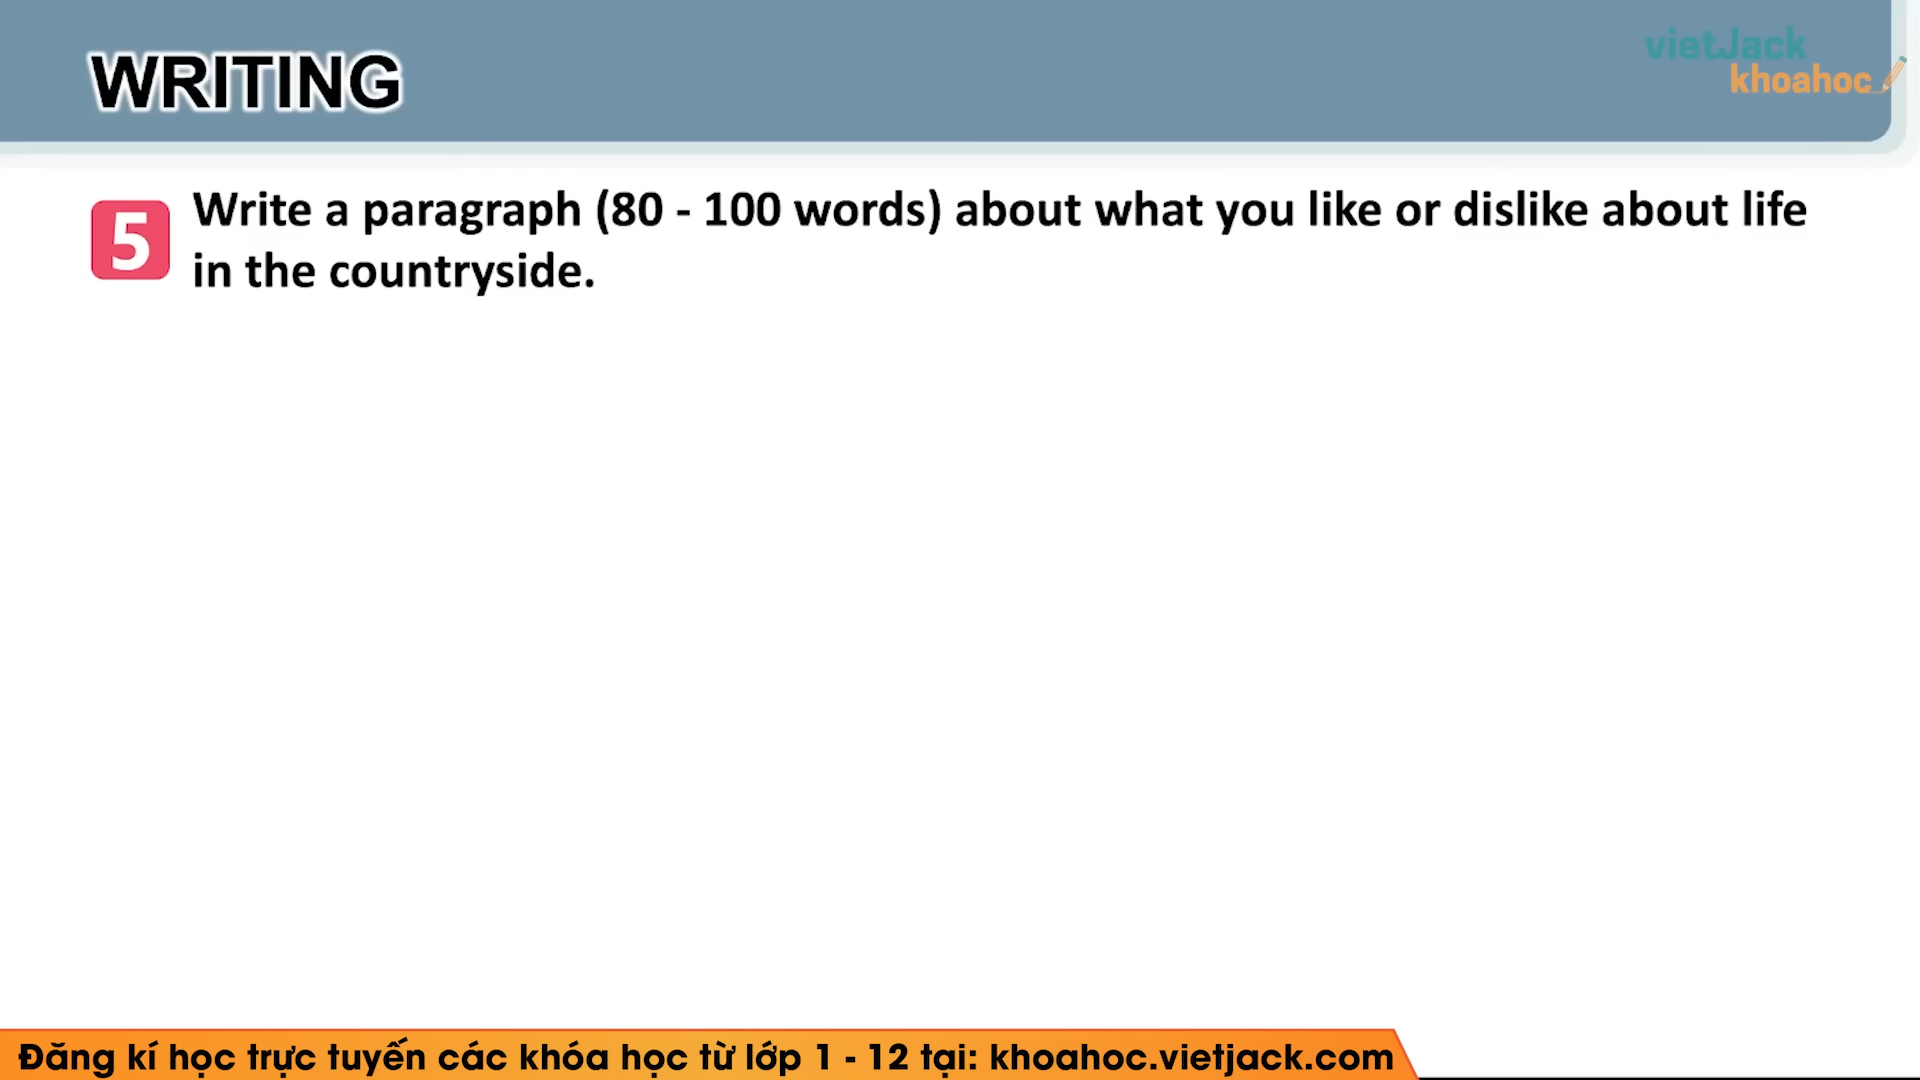 WRITING
vietJack
khoahoc
5
Write a paragraph (80 - 100 words) about what you like or dislike about life
in the countryside.
Đăng kí học trực tuyến các khóa học từ lớp 1 - 12 tại: khoahoc.vietjack.com